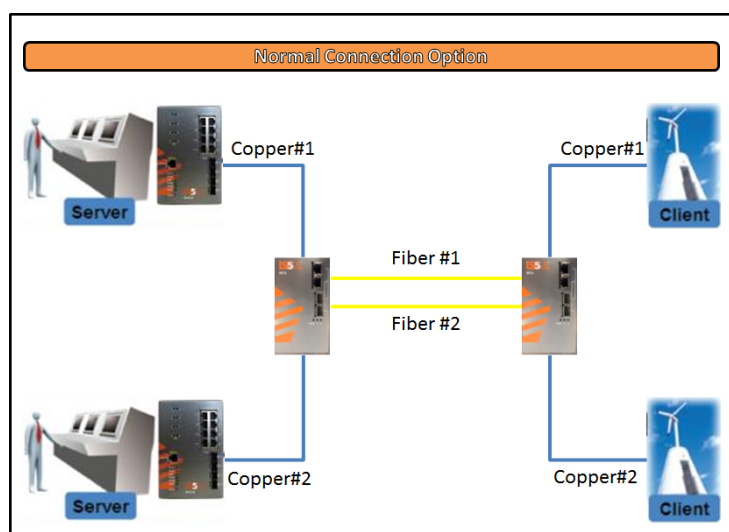 Normal Connection Option
Copper#1
Copper#1
Server
Client
Fiber #1
Fiber #2
Copper#2
Copper#2
Server
Client